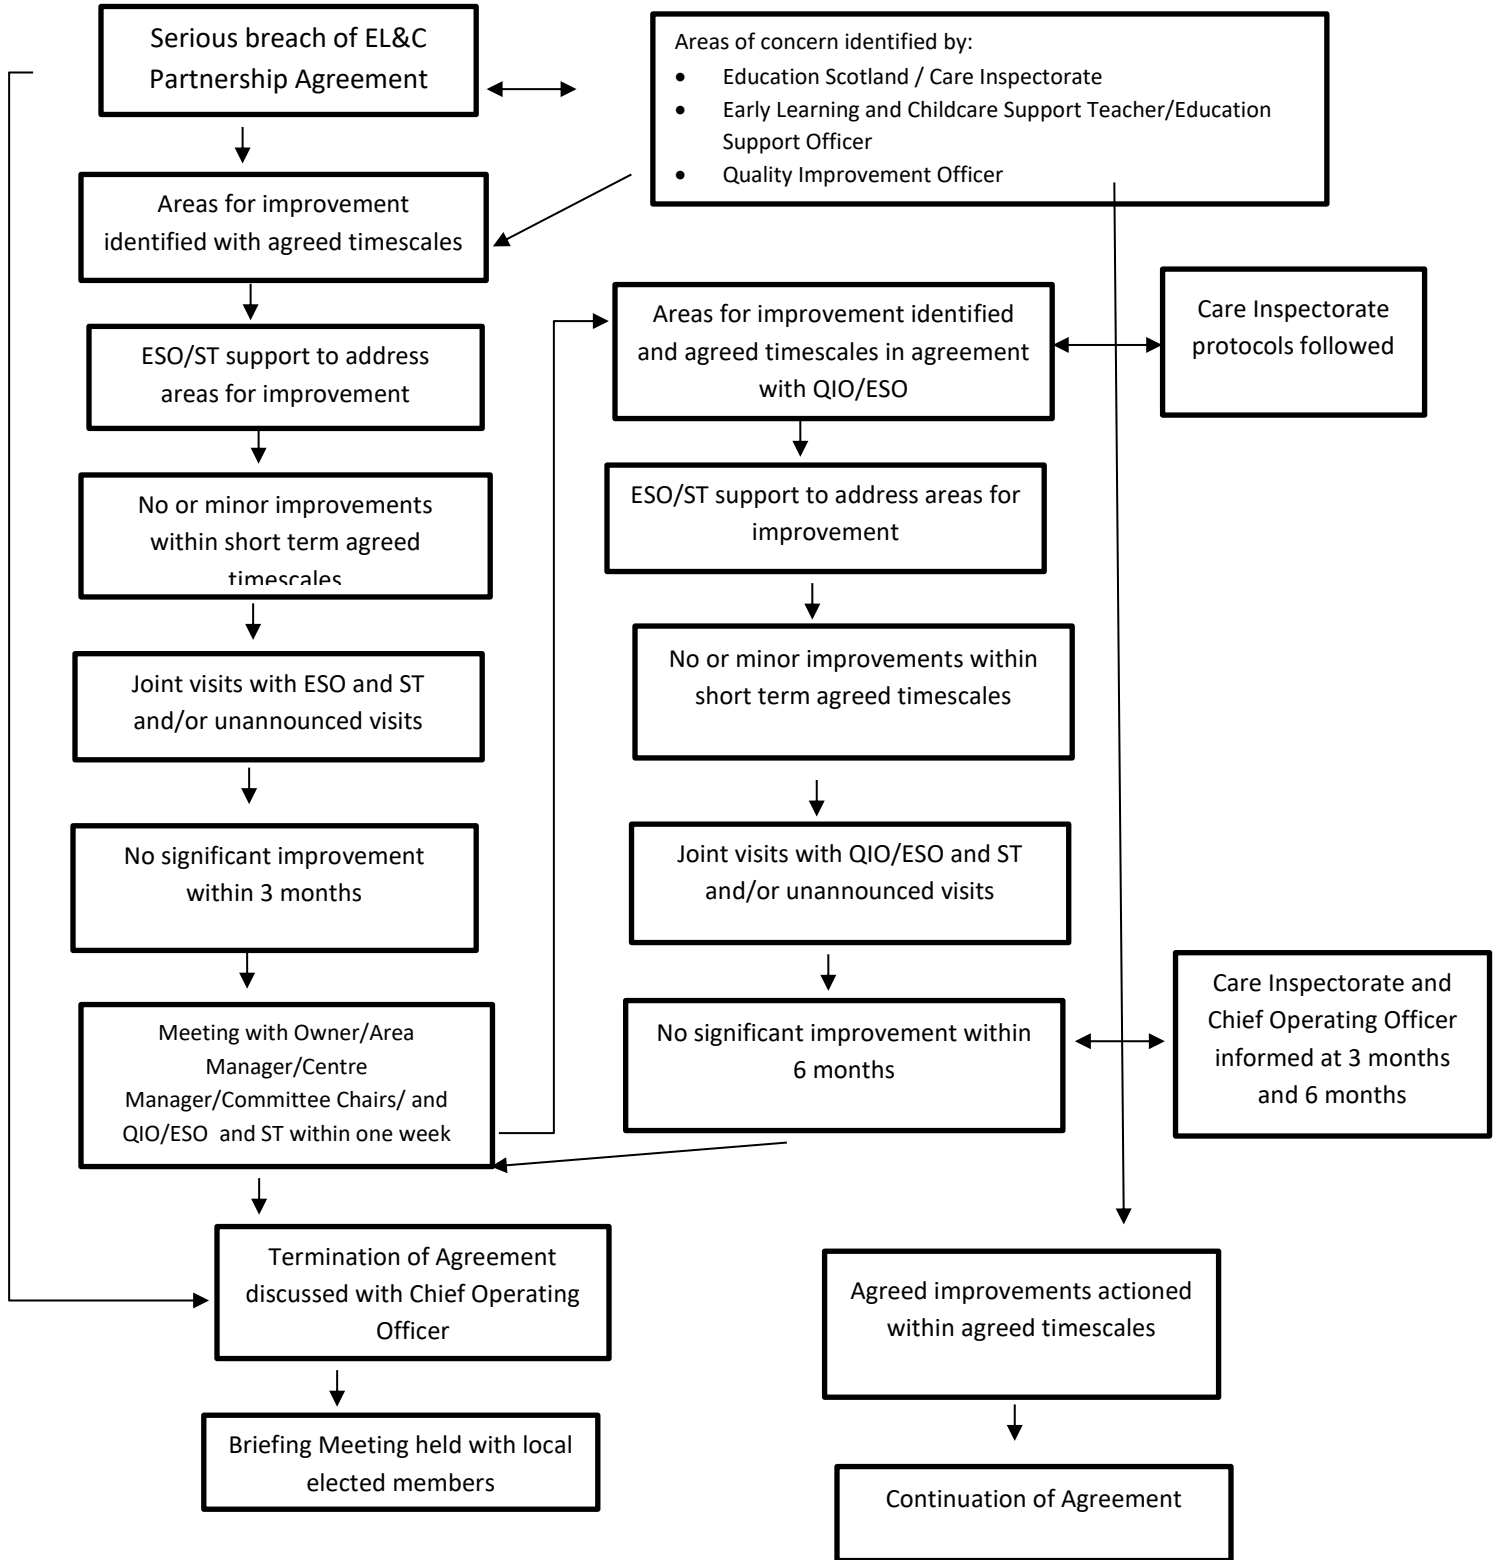 Serious breach of EL&C
Partnership Agreement
Areas of concern identified by:
• Education Scotland / Care Inspectorate
• Early Learning and Childcare Support Teacher/Education
Support Officer
• Quality Improvement Officer
Areas for improvement
identified with agreed timescales
ESO/ST support to address
areas for improvement
No or minor improvements
within short term agreed
timescales
Joint visits with ESO and ST
and/or unannounced visits
No significant improvement
within 3 months
Meeting with Owner/Area
Manager/Centre
Manager/Committee Chairs/ and
QIO/ESO  and ST within one week
Termination of Agreement
discussed with Chief Operating
Officer
Briefing Meeting held with local
elected members
Areas for improvement identified
and agreed timescales in agreement
with QIO/ESO
Care Inspectorate
protocols followed
ESO/ST support to address areas for
improvement
No or minor improvements within
short term agreed timescales
Joint visits with QIO/ESO and ST
and/or unannounced visits
No significant improvement within
6 months
Care Inspectorate and
Chief Operating Officer
informed at 3 months
and 6 months
Agreed improvements actioned
within agreed timescales
Continuation of Agreement